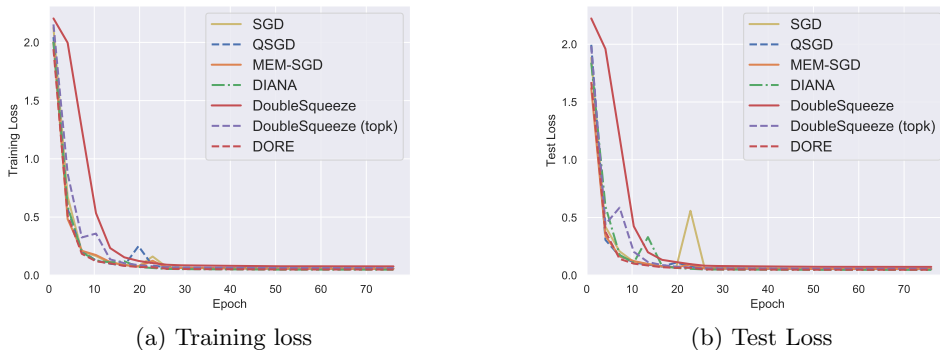 2.0
1.5
1.0
0.5
0.0
Training Loss
SGD
QSGD
MEM-SGD
DIANA
DoubleSqueeze
DoubleSqueeze (topk)
DORE
0 10 20 30 40 50 60 70
Epoch
(a) Training loss
2.0
1.5
1.0
0.5
0.0
Test Loss
SGD
QSGD
MEM-SGD
DIANA
DoubleSqueeze
DoubleSqueeze (topk)
DORE
0 10 20 30 40 50 60 70
Epoch
(b) Test Loss